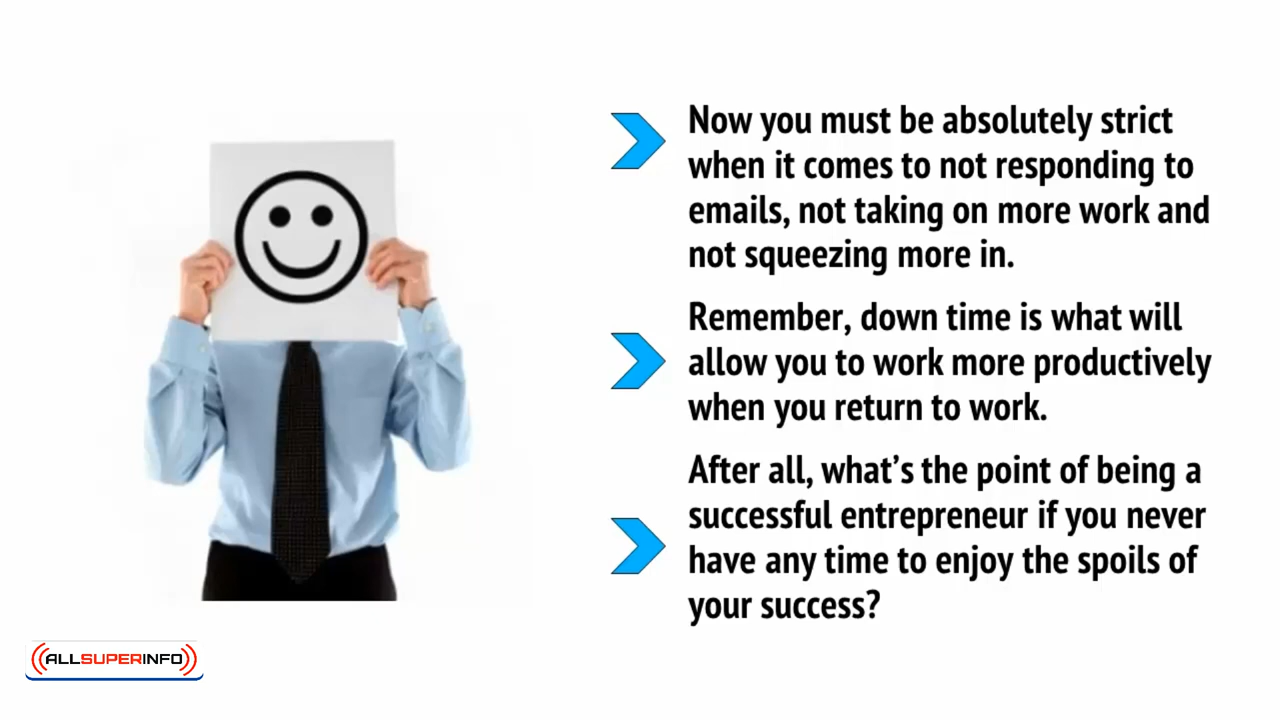 Now you must be absolutely strict
when it comes to not responding to
emails, not taking on more work and
not squeezing more in.
Remember, down time is what will
allow you to work more productively
when you return to work.
After all, what's the point of being a
successful entrepreneur if you never
have any time to enjoy the spoils of
your success?
ALLSUPERINFO